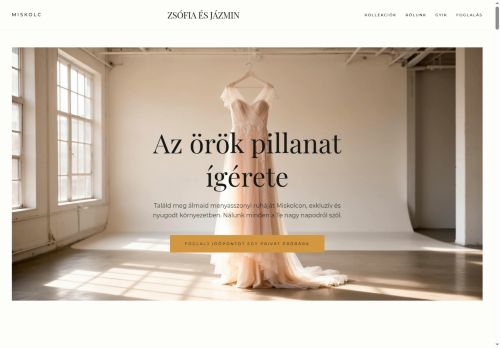 MISKOLC
ZSÓFIA ÉS JÁZMIN
KOLLEKCIÓK RÓLUNK GYIK FOGLALÁS
Az örök pillanat
ígérete
Találd meg álmaid menyasszonyi ruháját Miskolcon, exkluzív és
nyugodt környezetben. Nálunk minden a Te nagy napodról szól.
FOGLALJ IDŐPONTOT EGY PRIVÁT PRÓBÁRA